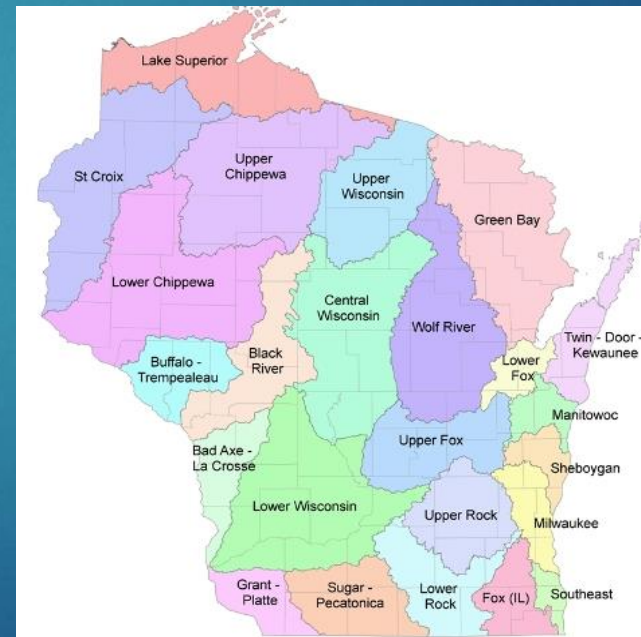 Lake Superior
St Croix
Upper
Chippewa
Upper
Wisconsin
Green Bay
Lower Chippewa
Central
Wisconsin
Wolf River
Twin - Door -
Kewaunee
Buffalo -
Trempealeau
Black
River
Lower
Fox
Manitowoc
Upper Fox
Bad Axe -
La Crosse
Sheboygan
Lower Wisconsin
Upper Rock
Milwaukee
Grant -
Platte
Sugar -
Pecatonica
Lower
Rock
Fox (IL)
Southeast